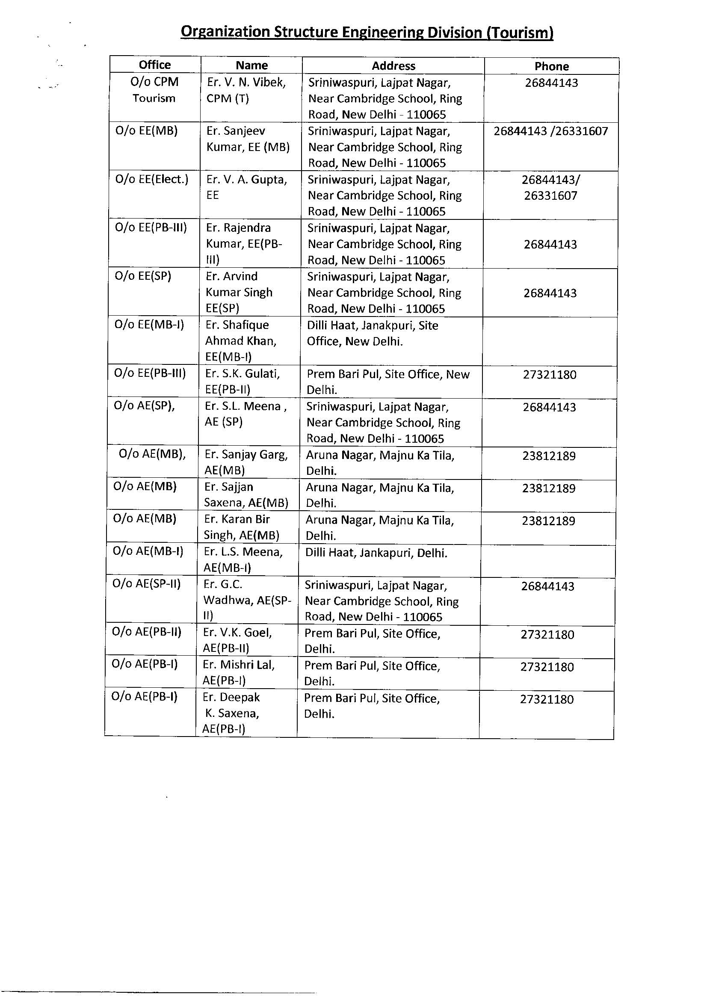 Organization Structure Engineering Division (Tourism)
Office Name Address Phone
O/o CPM Er. V. N. Vibek, Sriniwaspuri, Lajpat Nagar, 26844143
Tourism CPM (T) Near Cambridge School, Ring
Road, New Delhi - 110065
O/o EE(MB) Er. Sanjeev Sriniwaspuri, Lajpat Nagar, 26844143 /26331607
Kumar, EE (MB) Near Cambridge School, Ring
Road, New Delhi - 110065
O/o EE(Elect.) Er. V. A. Gupta, Sriniwaspuri, Lajpat Nagar, 26844143/
EE Near Cambridge School, Ring 26331607
Road, New Delhi - 110065
O/o EE(PB-III) Er. Rajendra Sriniwaspuri, Lajpat Nagar,
Kumar, EE(PB- Near Cambridge School, Ring 26844143
III) Road, New Delhi - 110065
O/o EE(SP) Er. Arvind Sriniwaspuri, Lajpat Nagar,
Kumar Singh Near Cambridge School, Ring 26844143
EE(SP) Road, New Delhi - 110065
O/o EE(MB-I) Er. Shafique Dilli Haat, Janakpuri, Site
Ahmad Khan, Office, New Delhi.
EE(MB-I)
O/o EE(PB-III) Er. S.K. Gulati, Prem Bari Pul, Site Office, New 27321180
EE(PB-II) Delhi.
O/o AE(SP), Er. S.L. Meena , Sriniwaspuri, Lajpat Nagar, 26844143
AE (SP) Near Cambridge School, Ring
Road, New Delhi - 110065
O/o AE(MB), Er. Sanjay Garg, Aruna Nagar, Majnu Ka Tila, 23812189
AE(MB) Delhi.
O/o AE(MB) Er. Sajjan Aruna Nagar, Majnu Ka Tila, 23812189
Saxena, AE(MB) Delhi.
O/o AE(MB) Er. Karan Bir Aruna Nagar, Majnu Ka Tila, 23812189
Singh, AE(MB) Delhi.
O/o AE(MB-I) Er. L.S. Meena, Dilli Haat, Jankapuri, Delhi.
AE(MB-I)
O/o AE(SP-II) Er. G.C. Sriniwaspuri, Lajpat Nagar, 26844143
Wadhwa, AE(SP- Near Cambridge School, Ring
II) Road, New Delhi - 110065
O/o AE(PB-II) Er. V.K. Goel, Prem Bari Pul, Site Office, 27321180
AE(PB-II) Delhi.
O/o AE(PB-I) Er. Mishri Lal, Prem Bari Pul, Site Office, 27321180
AE(PB-I) Delhi.
O/o AE(PB-I) Er. Deepak Prem Bari Pul, Site Office, 27321180
K. Saxena, Delhi.
AE(PB-I)